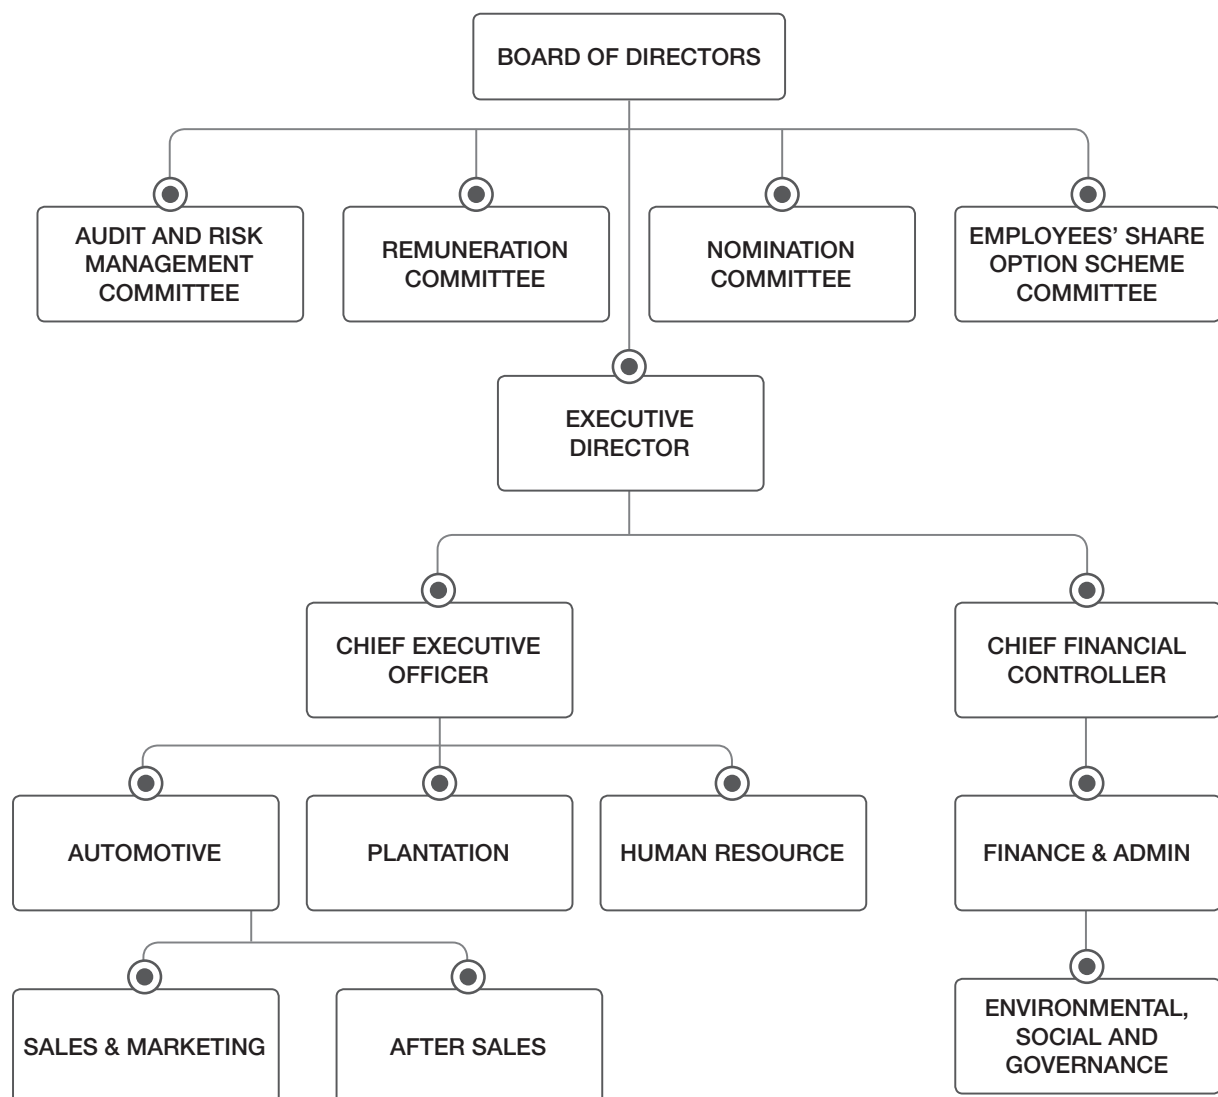 BOARD OF DIRECTORS
AUDIT AND RISK
MANAGEMENT
COMMITTEE
REMUNERATION
COMMITTEE
NOMINATION
COMMITTEE
EMPLOYEES’ SHARE
OPTION SCHEME
COMMITTEE
EXECUTIVE
DIRECTOR
CHIEF EXECUTIVE
OFFICER
CHIEF FINANCIAL
CONTROLLER
AUTOMOTIVE
PLANTATION
HUMAN RESOURCE
FINANCE & ADMIN
SALES & MARKETING
AFTER SALES
ENVIRONMENTAL,
SOCIAL AND
GOVERNANCE